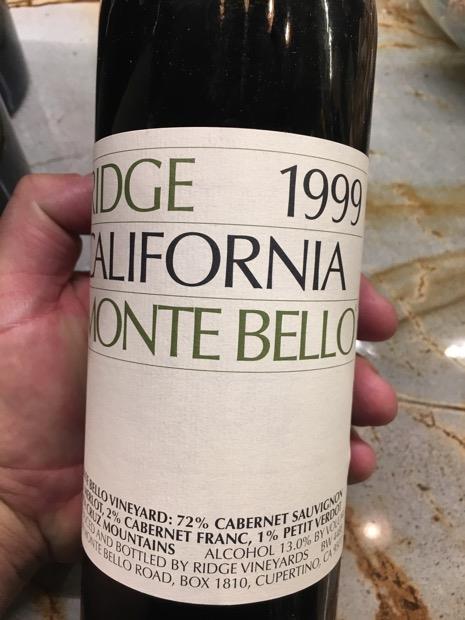 RIDGE 1999
CALIFORNIA
MONTE BELLO
BELLO VINEYARD: 72% CABERNET SAUVIGNON
MERLOT, 2% CABERNET FRANC, 1% PETIT VERDOT
MOUNTAINS ALCOHOL 13.0% BY VOLUME
AND BOTTLED BY RIDGE VINEYARDS BW
MONTE BELLO ROAD, BOX 1810, CUPERTINO, CA